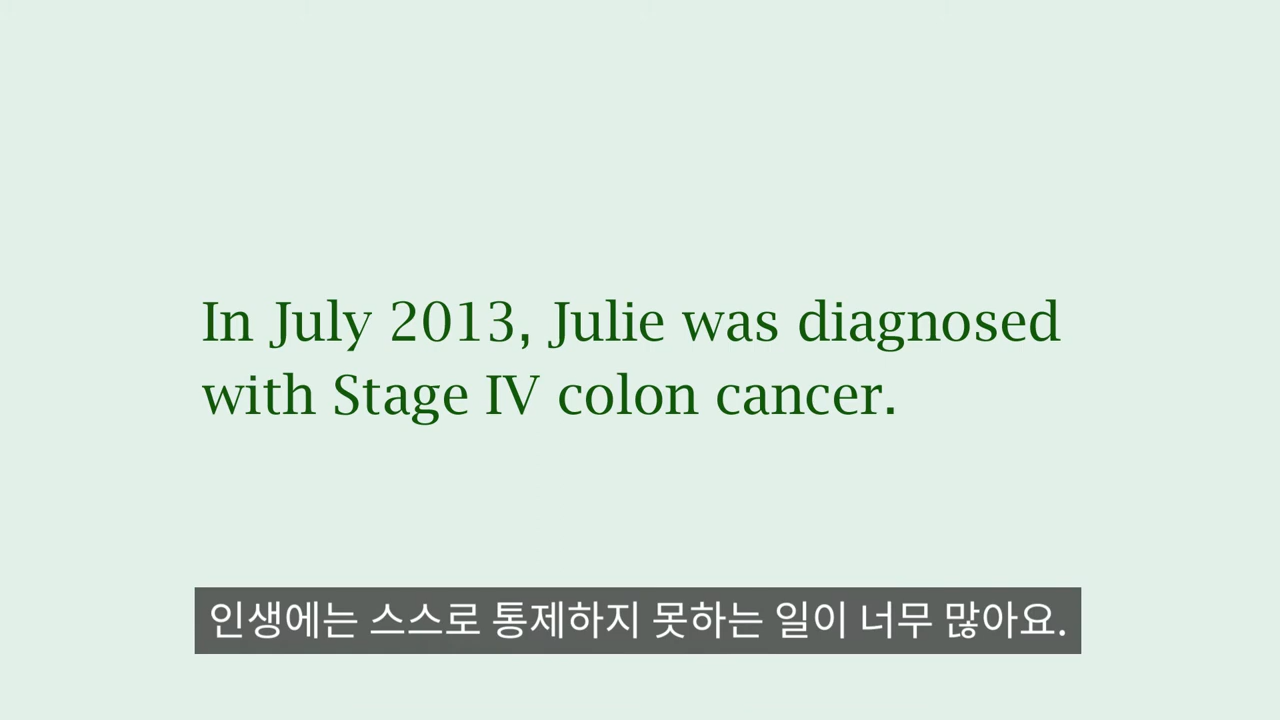 In July 2013, Julie was diagnosed
with Stage IV colon cancer.
인생에는 스스로 통제하지 못하는 일이 너무 많아요.